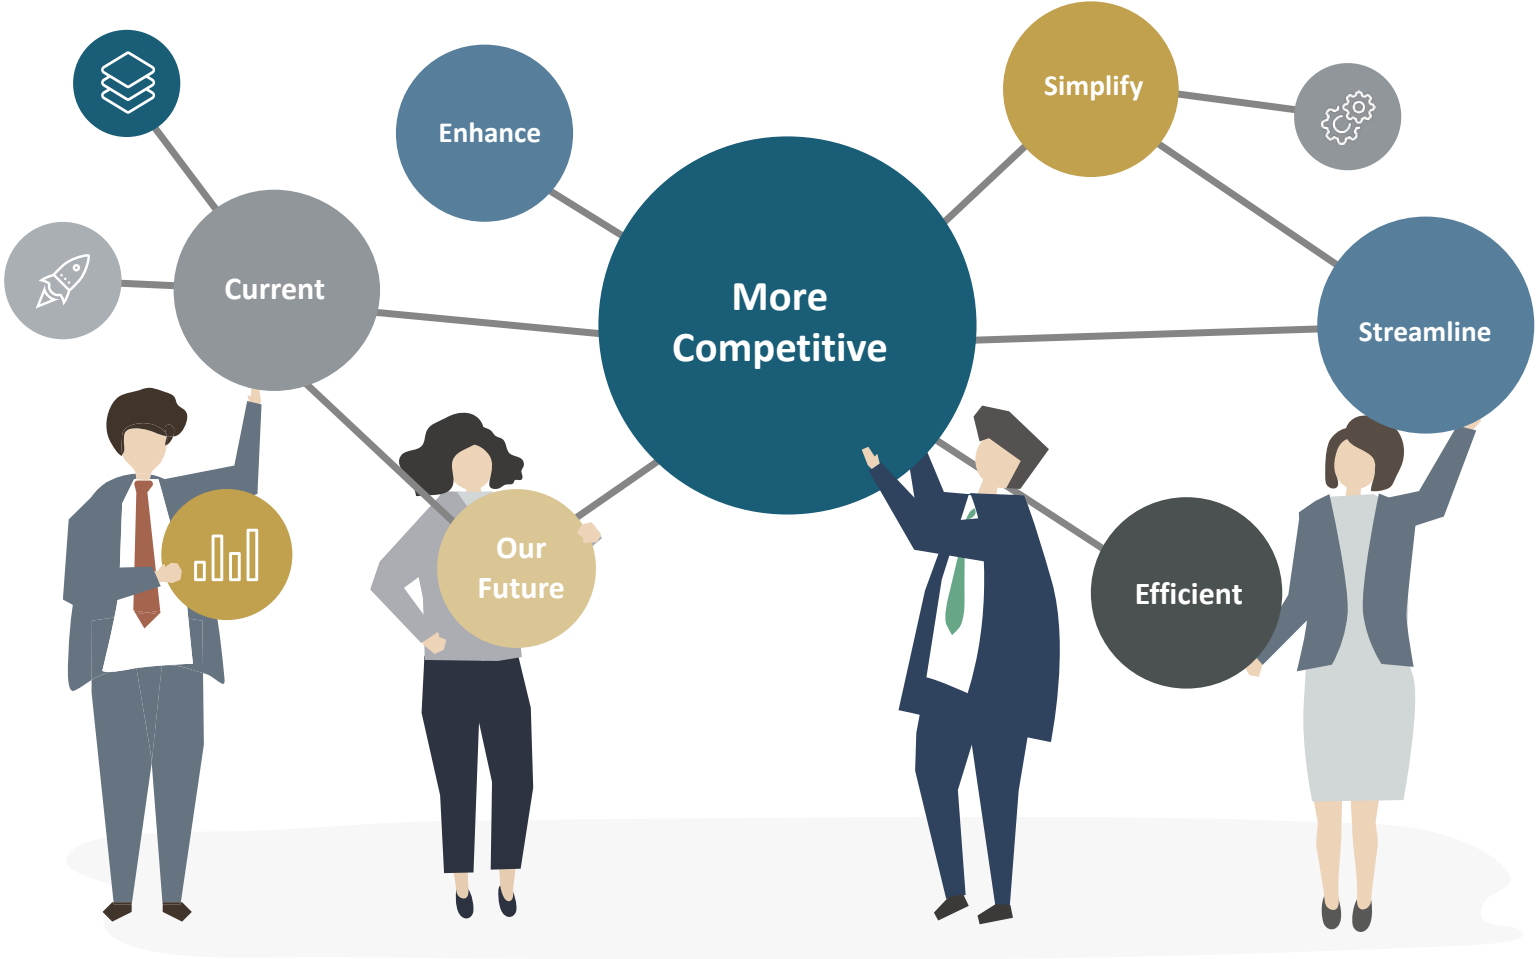 Simplify
Enhance
Current
More
Competitive
Streamline
Our
Future
Efficient